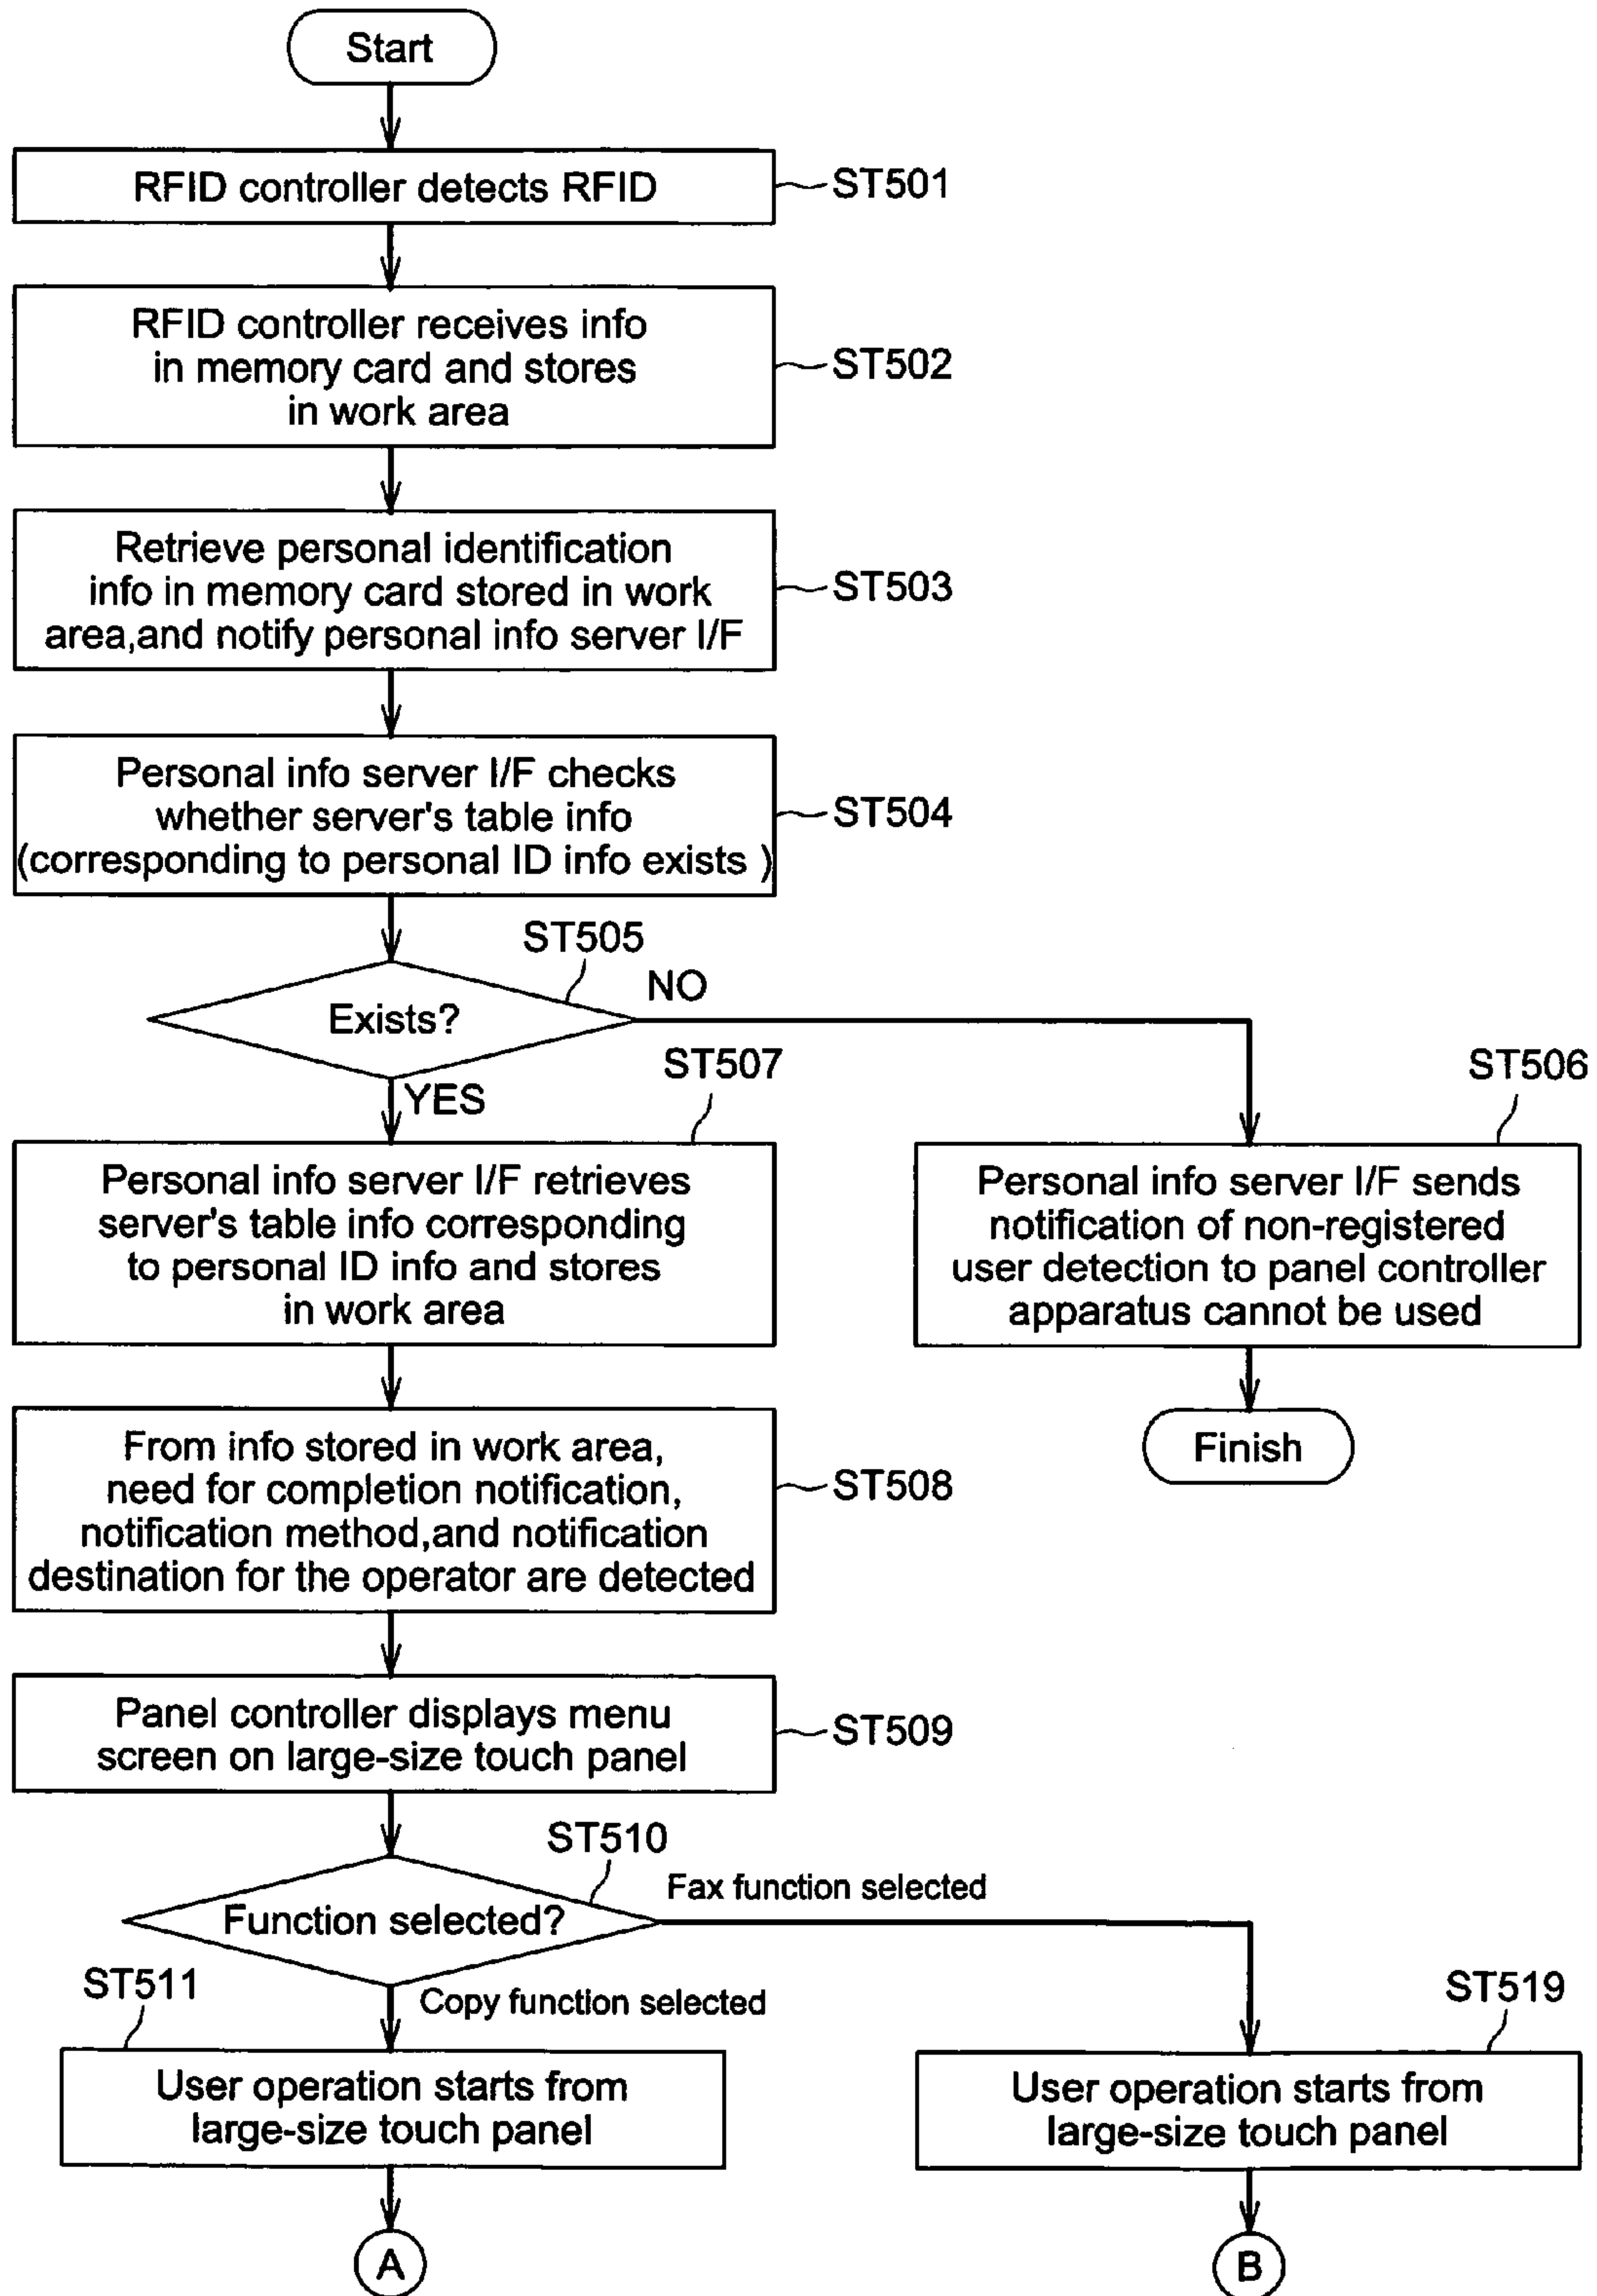 Start
RFID controller detects RFID
ST501
RFID controller receives info
in memory card and stores
in work area
ST502
Retrieve personal identification
info in memory card stored in work
area,and notify personal info server I/F
ST503
Personal info server I/F checks
whether server's table info
(corresponding to personal ID info exists )
ST504
ST505
Exists?
NO
YES
ST507
ST506
Personal info server I/F retrieves
server's table info corresponding
to personal ID info and stores
in work area
Personal info server I/F sends
notification of non-registered
user detection to panel controller
apparatus cannot be used
Finish
From info stored in work area,
need for completion notification,
notification method,and notification
destination for the operator are detected
ST508
Panel controller displays menu
screen on large-size touch panel
ST509
ST510
Function selected?
Fax function selected
Copy function selected
ST511
ST519
User operation starts from
large-size touch panel
User operation starts from
large-size touch panel
A
B